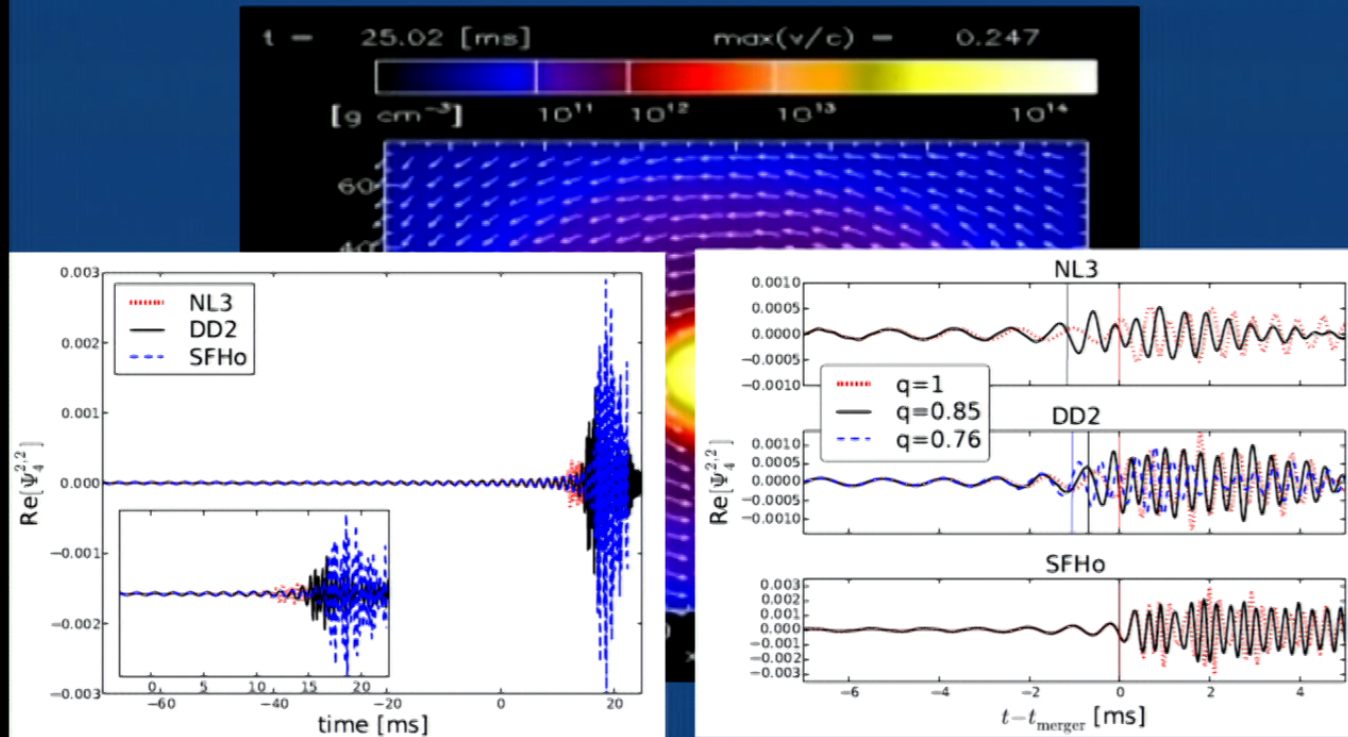 t = 25.02 [ms] max(v/c) = 0.247
[g cm⁻³] 10¹¹ 10¹² 10¹³ 10¹⁴
60
40
0.003
0.002
0.001
0.000
−0.001
−0.002
−0.003
Re[Ψ₄²,²]
NL3
DD2
SFHo
0 5 10 15 20
−60 −40 −20 0 20
time [ms]
NL3
0.0010
0.0005
0.0000
−0.0005
−0.0010
q=1
q=0.85
q=0.76
DD2
0.0010
0.0005
0.0000
−0.0005
−0.0010
Re[Ψ₄²,²]
SFHo
0.003
0.002
0.001
0.000
−0.001
−0.002
−0.003
−6 −4 −2 0 2 4
t−t_merger [ms]